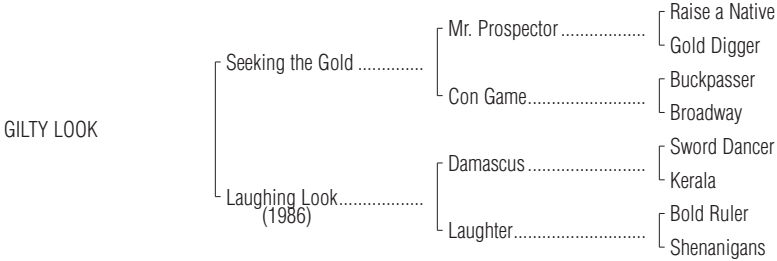 Raise a Native
Mr. Prospector ....................
Gold Digger
Seeking the Gold ..............
Buckpasser
Con Game..........................
Broadway
GILTY LOOK
Sword Dancer
Damascus ..........................
Kerala
Laughing Look...................
(1986)
Bold Ruler
Laughter.............................
Shenanigans